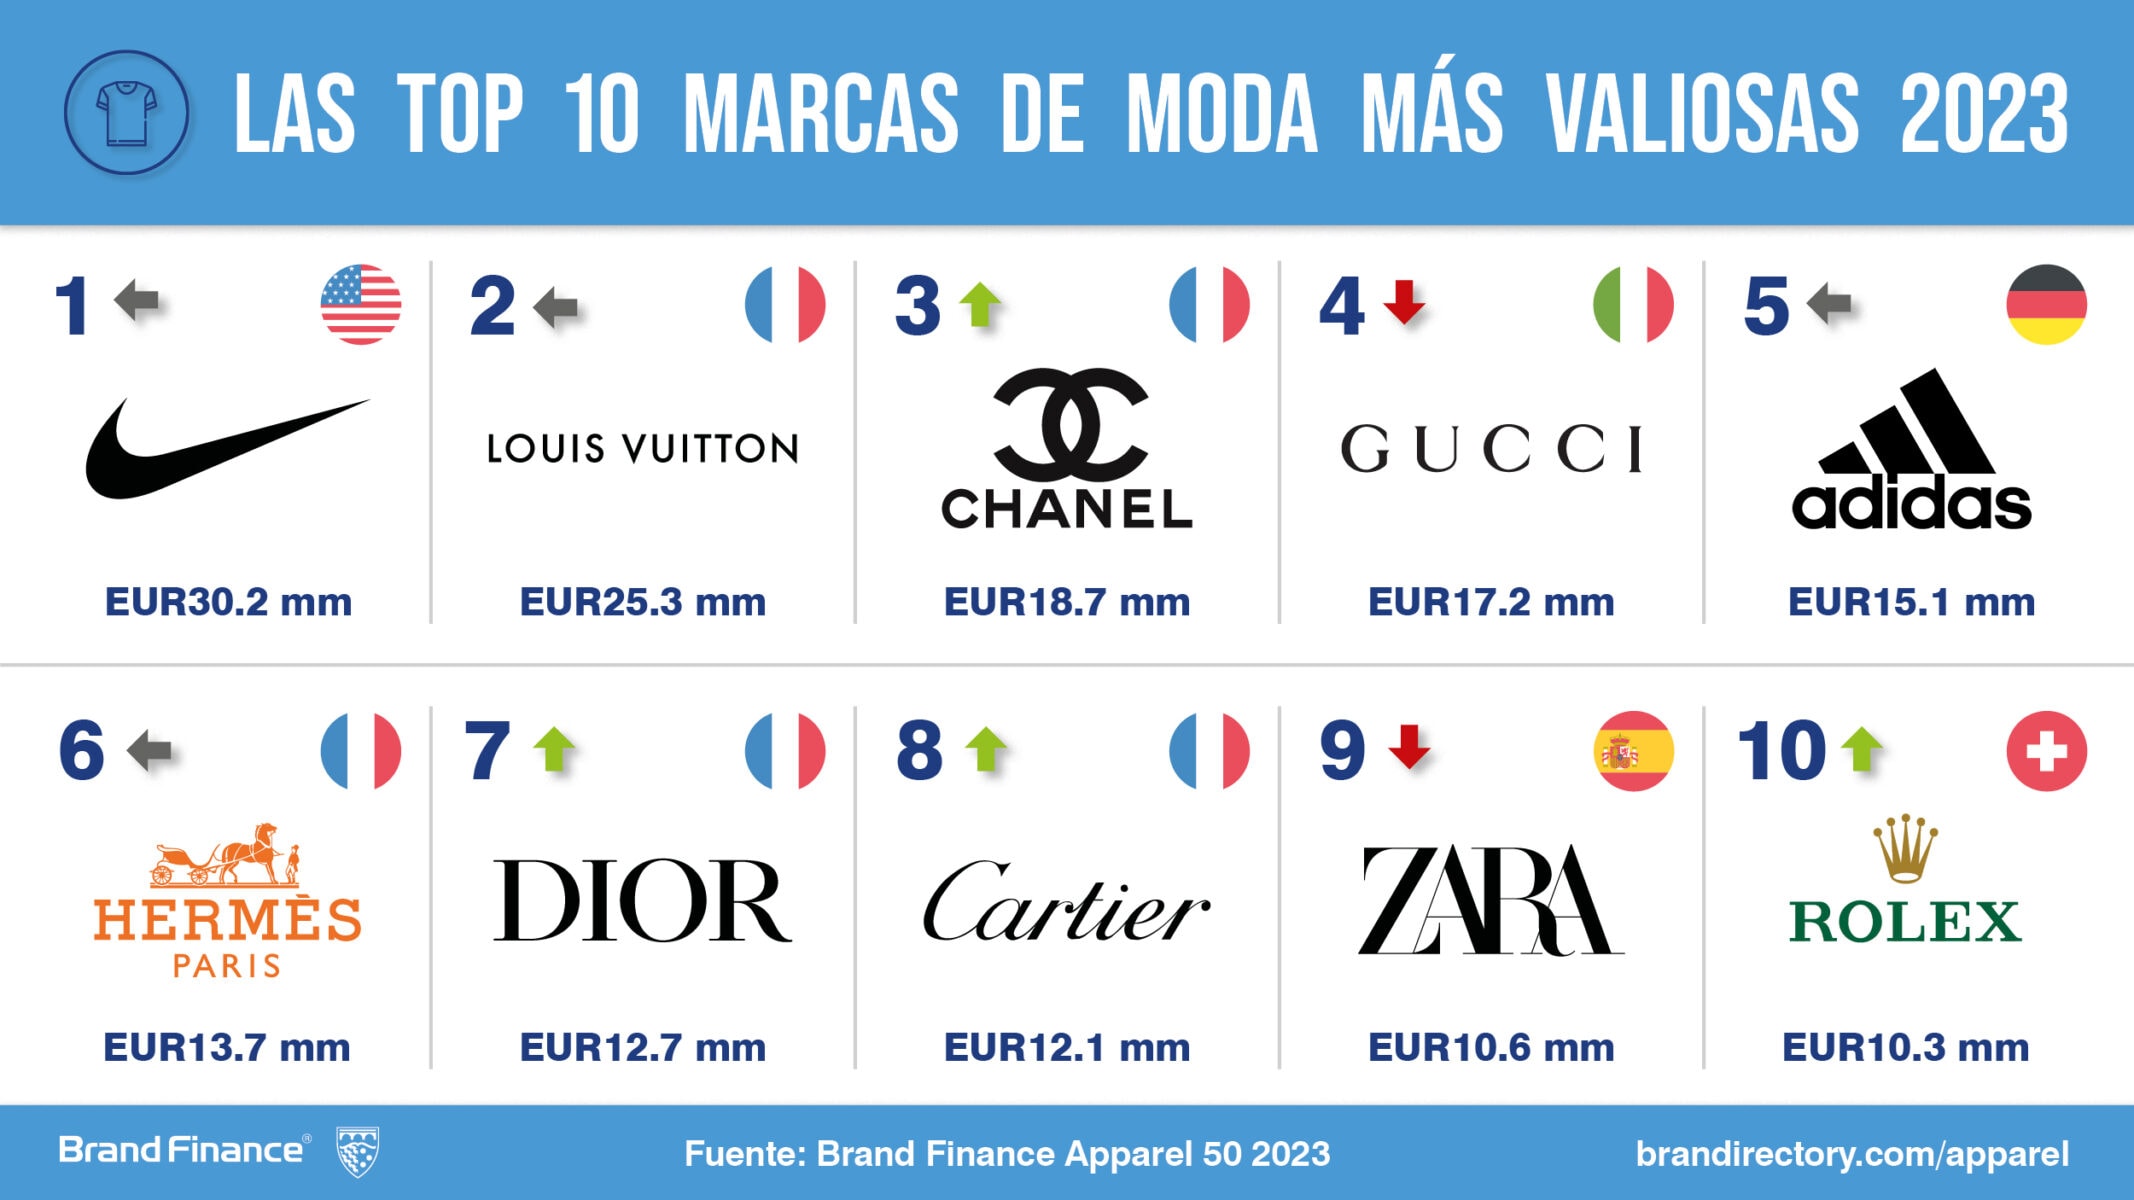 LAS TOP 10 MARCAS DE MODA MÁS VALIOSAS 2023
1
2
3
4
5
LOUIS VUITTON
CHANEL
GUCCI
adidas
EUR30.2 mm
EUR25.3 mm
EUR18.7 mm
EUR17.2 mm
EUR15.1 mm
6
7
8
9
10
HERMÈS
PARIS
DIOR
Cartier
ZARA
ROLEX
EUR13.7 mm
EUR12.7 mm
EUR12.1 mm
EUR10.6 mm
EUR10.3 mm
Brand Finance®
Fuente: Brand Finance Apparel 50 2023
brandirectory.com/apparel